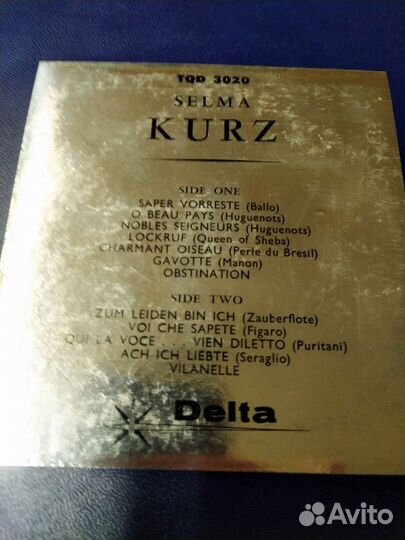 TQD 3020
SELMA
KURZ
SIDE ONE
SAPER VORRESTE (Ballo)
O BEAU PAYS (Huguenots)
NOBLES SEIGNEURS (Huguenots)
LOCKRUF (Queen of Sheba)
CHARMANT OISEAU (Perle du Bresil)
GAVOTTE (Manon)
OBSTINATION
SIDE TWO
ZUM LEIDEN BIN ICH (Zauberflote)
VOI CHE SAPETE (Figaro)
QUI LA VOCE . . . VIEN DILETTO (Puritani)
ACH ICH LIEBTE (Seraglio)
VILANELLE
Delta
Avito